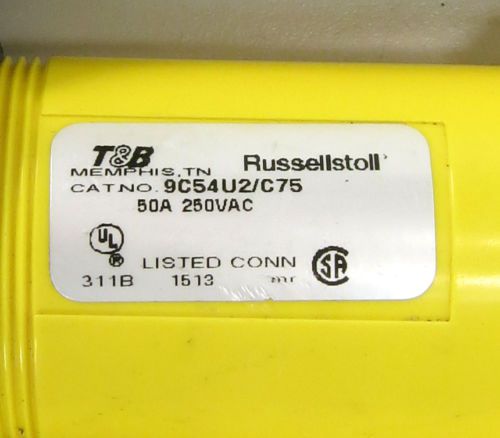 T&B Russellstoll
MEMPHIS, TN
CAT.NO. 9C54U2/C75
50A 250VAC
UL
® LISTED CONN SA
311B 1513